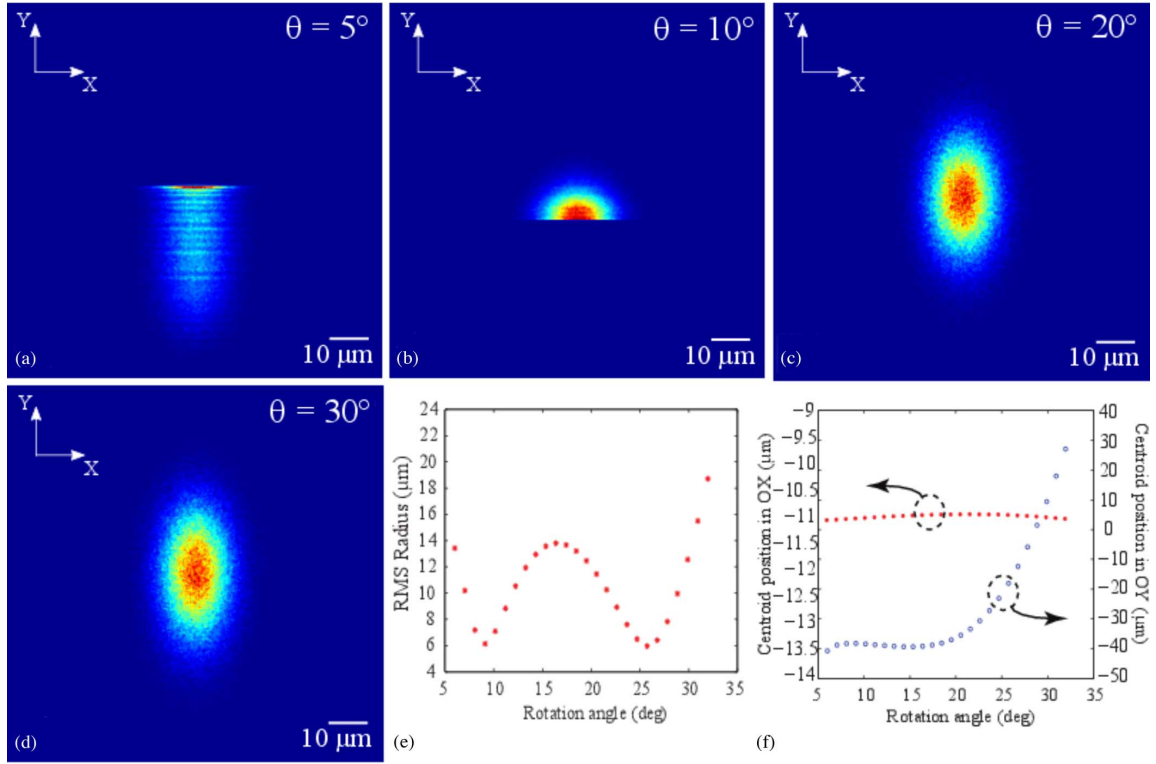 Y
X
θ = 5°
10 μm
(a)
Y
X
θ = 10°
10 μm
(b)
Y
X
θ = 20°
10 μm
(c)
Y
X
θ = 30°
10 μm
(d)
24
22
20
18
16
14
12
10
8
6
4
RMS Radius (μm)
5 10 15 20 25 30 35
Rotation angle (deg)
(e)
−9
−9.5
−10
−10.5
−11
−11.5
−12
−12.5
−13
−13.5
−14
Centroid position in OX (μm)
40
30
20
10
0
−10
−20
−30
−40
−50
Centroid position in OY
(μm)
5 10 15 20 25 30 35
Rotation angle (deg)
(f)